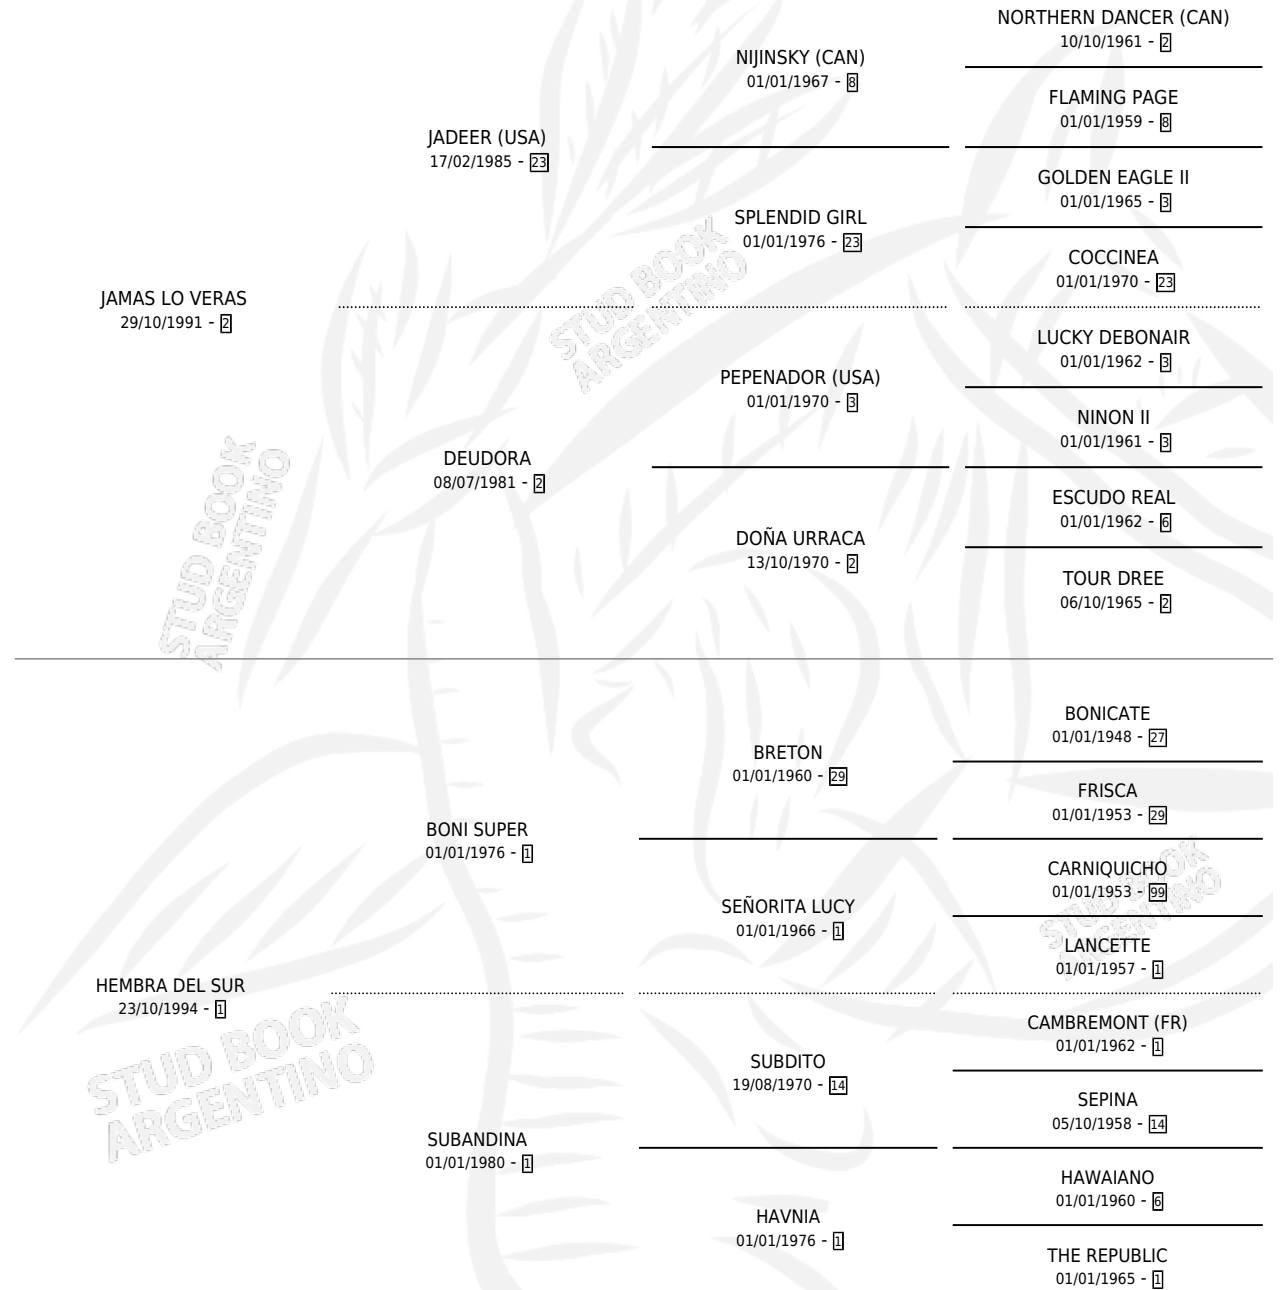 NORTHERN DANCER (CAN)
10/10/1961 - 2
NIJINSKY (CAN)
01/01/1967 - 8
FLAMING PAGE
01/01/1959 - 8
JADEER (USA)
17/02/1985 - 23
GOLDEN EAGLE II
01/01/1965 - 3
SPLENDID GIRL
01/01/1976 - 23
COCCINEA
01/01/1970 - 23
JAMAS LO VERAS
29/10/1991 - 2
STUD BOOK
ARGENTINO
LUCKY DEBONAIR
01/01/1962 - 3
PEPENADOR (USA)
01/01/1970 - 3
NINON II
01/01/1961 - 3
DEUDORA
08/07/1981 - 2
ESCUDO REAL
01/01/1962 - 6
DOÑA URRACA
13/10/1970 - 2
TOUR DREE
06/10/1965 - 2
STUD BOOK
ARGENTINO
BONICATE
01/01/1948 - 27
BRETON
01/01/1960 - 29
FRISCA
01/01/1953 - 29
BONI SUPER
01/01/1976 - 1
CARNIQUICHO
01/01/1953 - 99
SEÑORITA LUCY
01/01/1966 - 1
STUD BOOK
ARGENTINO
LANCETTE
01/01/1957 - 1
HEMBRA DEL SUR
23/10/1994 - 1
STUD BOOK
ARGENTINO
CAMBREMONT (FR)
01/01/1962 - 1
SUBDITO
19/08/1970 - 14
SEPINA
05/10/1958 - 14
SUBANDINA
01/01/1980 - 1
HAWAIANO
01/01/1960 - 6
HAVNIA
01/01/1976 - 1
THE REPUBLIC
01/01/1965 - 1